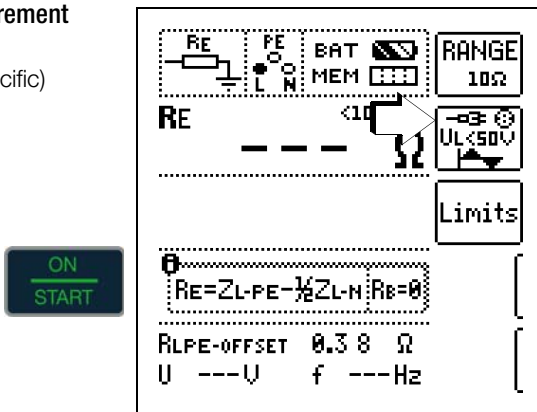 rement
cific)
ON
START
RE
PE
L N
BAT
MEM
RANGE
10Ω
RE
--- Ω
UL<50V
Limits
RE=ZL-PE-½ZL-N RB=0
RLPE-OFFSET 0.38 Ω
U ---V f ---Hz